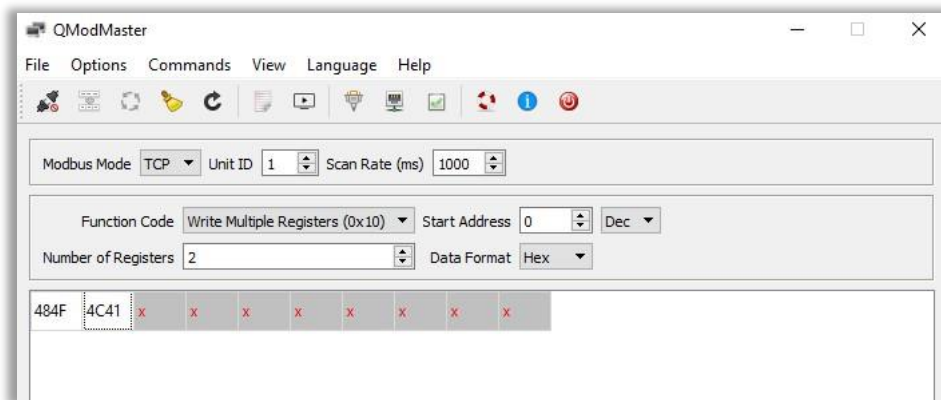 QModMaster
File Options Commands View Language Help
Modbus Mode TCP Unit ID 1 Scan Rate (ms) 1000
Function Code Write Multiple Registers (0x10) Start Address 0 Dec
Number of Registers 2 Data Format Hex
484F 4C41 x x x x x x x x